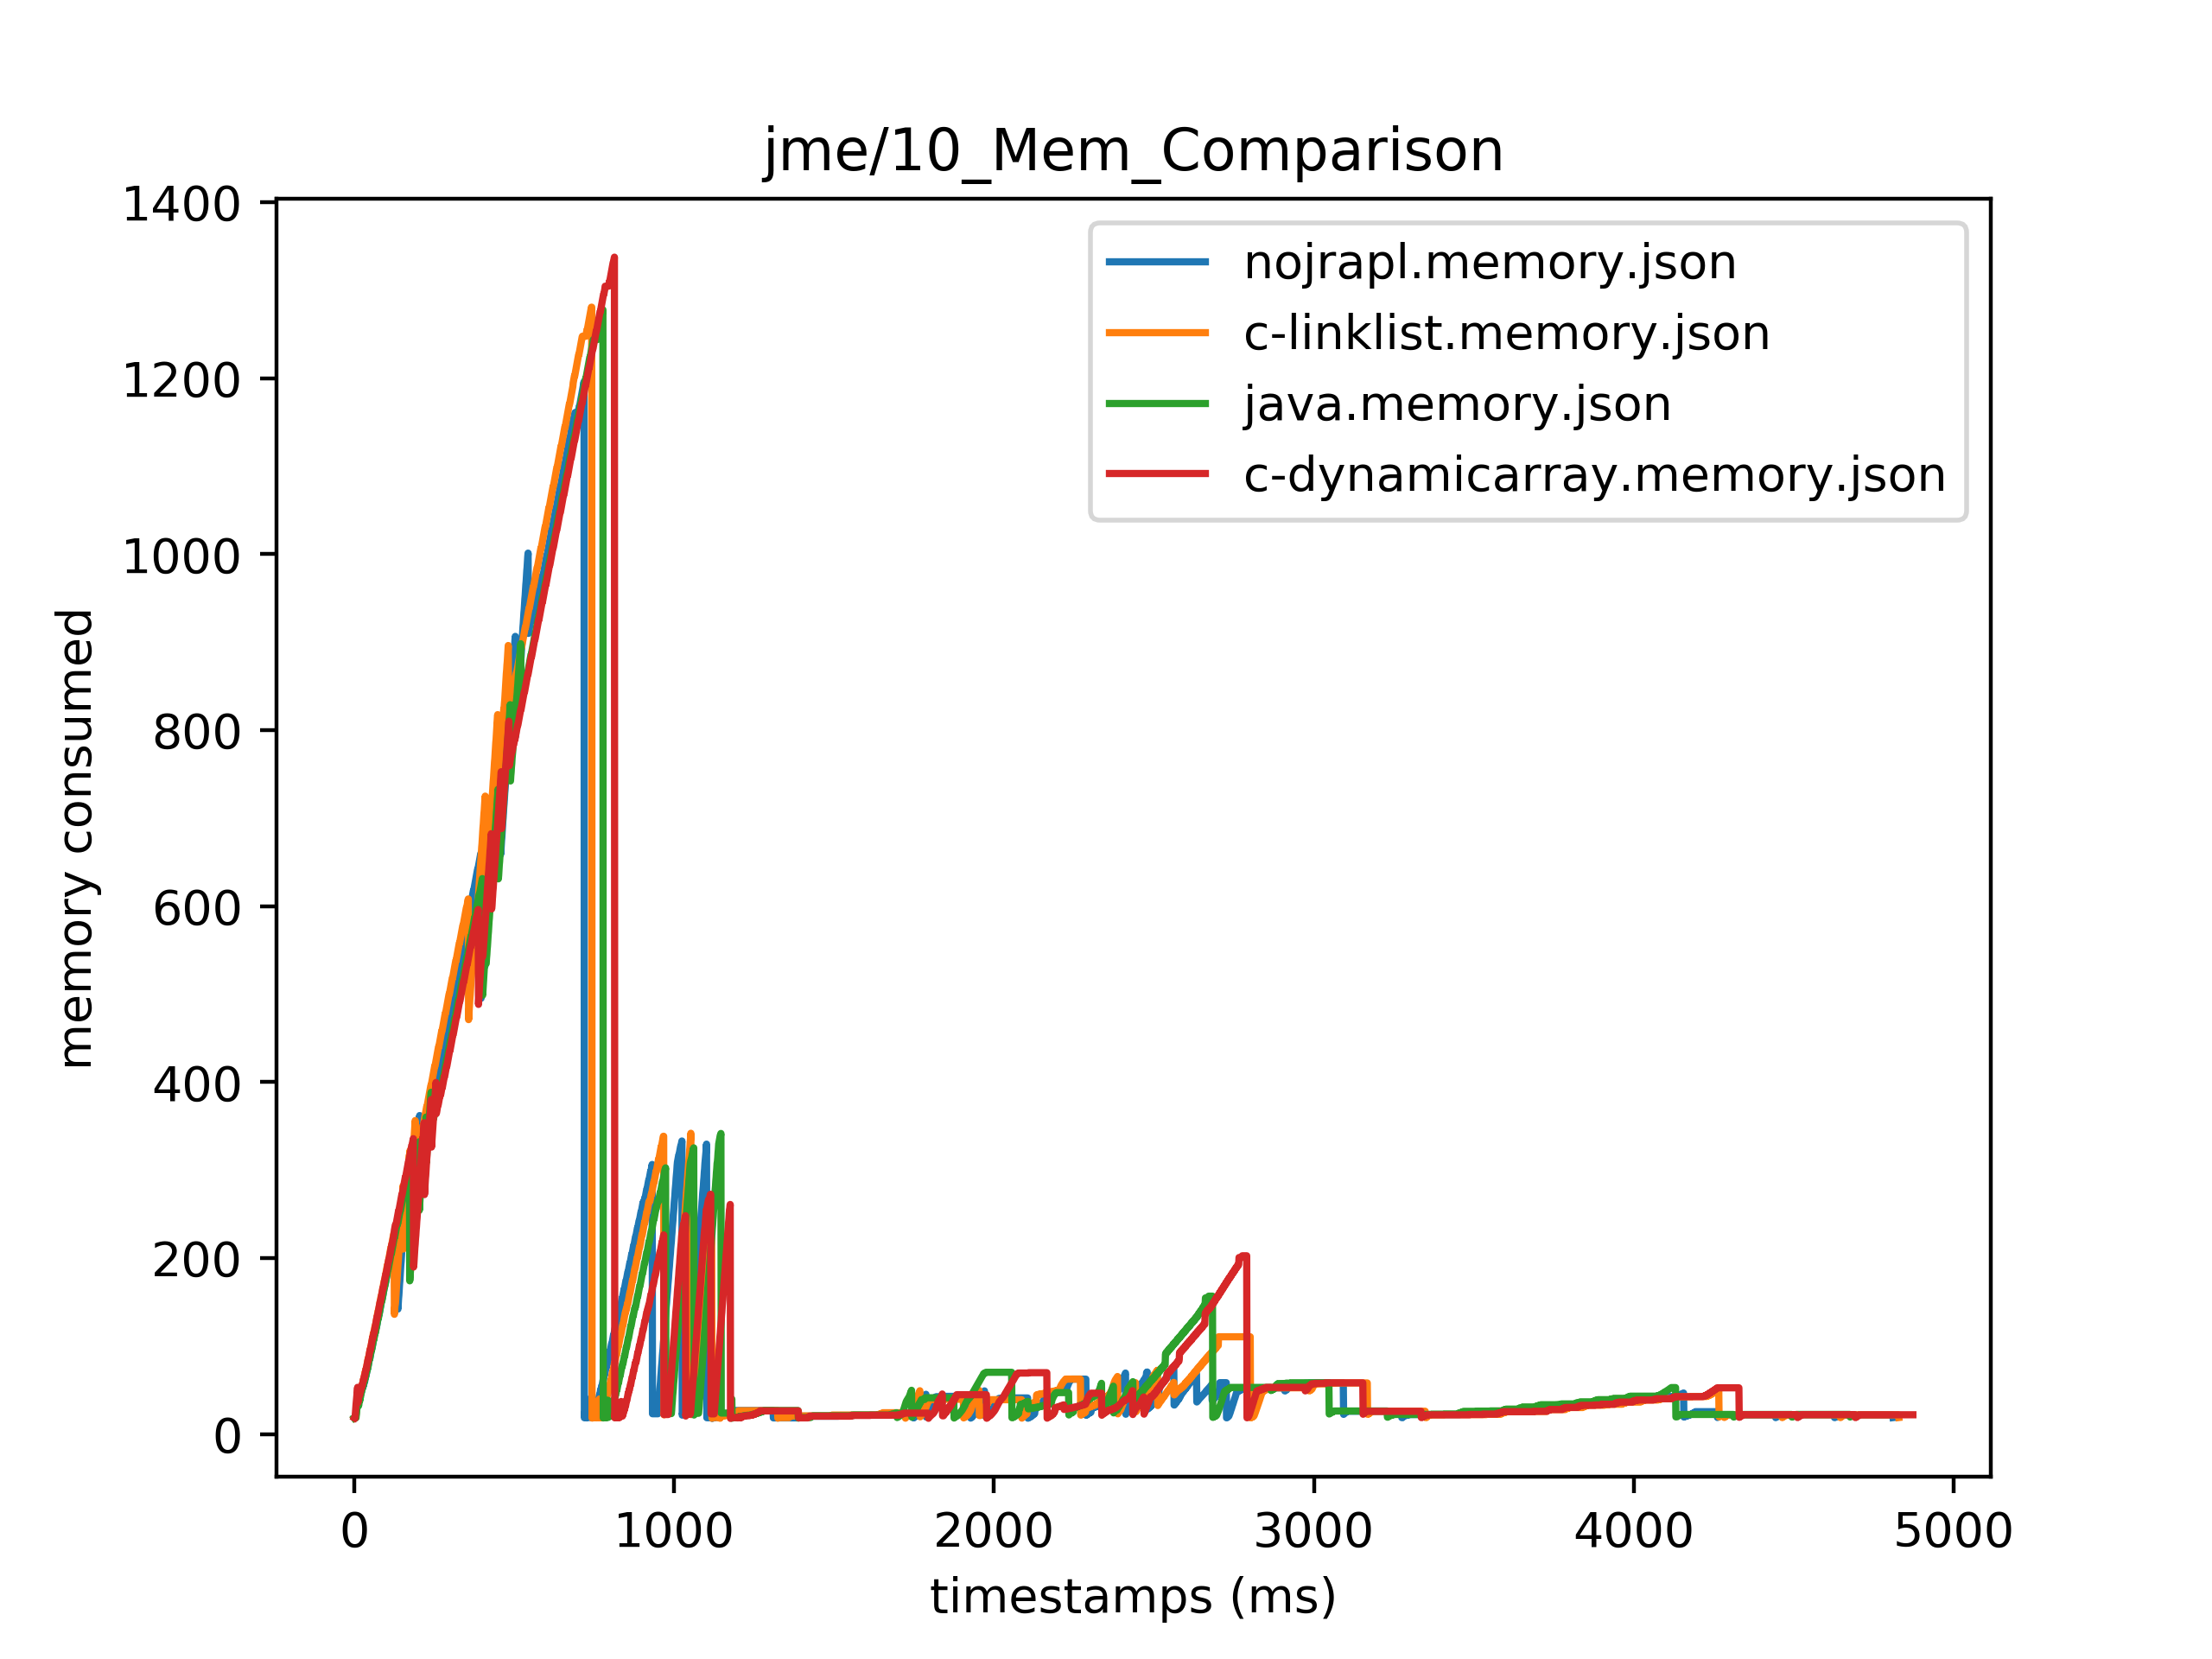 jme/10_Mem_Comparison
1400
1200
1000
800
600
400
200
0
memory consumed
nojrapl.memory.json
c-linklist.memory.json
java.memory.json
c-dynamicarray.memory.json
0 1000 2000 3000 4000 5000
timestamps (ms)